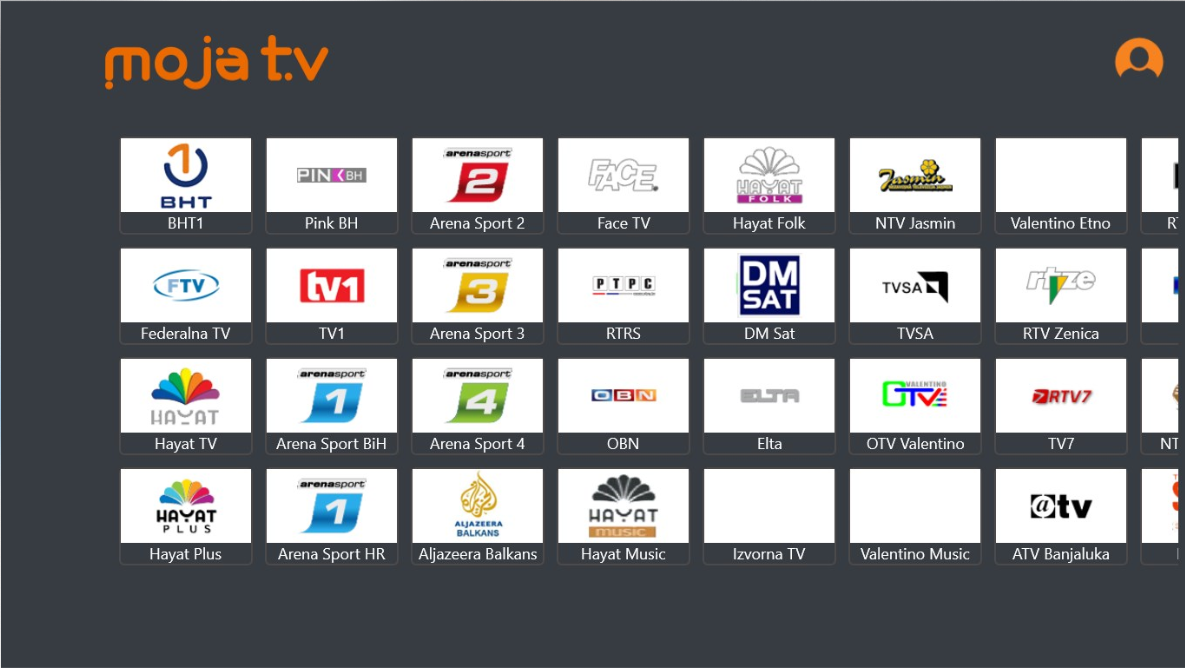 moja tv
1
BHT
PINK BH
arenasport
2
FACE
HAYAT
FOLK
Jasmin
BHT1
Pink BH
Arena Sport 2
Face TV
Hayat Folk
NTV Jasmin
Valentino Etno
FTV
tv1
arenasport
3
РТРС
DM
SAT
TVSA
rtze
Federalna TV
TV1
Arena Sport 3
RTRS
DM Sat
TVSA
RTV Zenica
HAYAT
arenasport
1
arenasport
4
OBN
ELTA
VALENTINO
OTV
RTV7
Hayat TV
Arena Sport BiH
Arena Sport 4
OBN
Elta
OTV Valentino
TV7
NT
HAYAT
PLUS
arenasport
1
ALJAZEERA
BALKANS
HAYAT
music
@tv
Hayat Plus
Arena Sport HR
Aljazeera Balkans
Hayat Music
Izvorna TV
Valentino Music
ATV Banjaluka